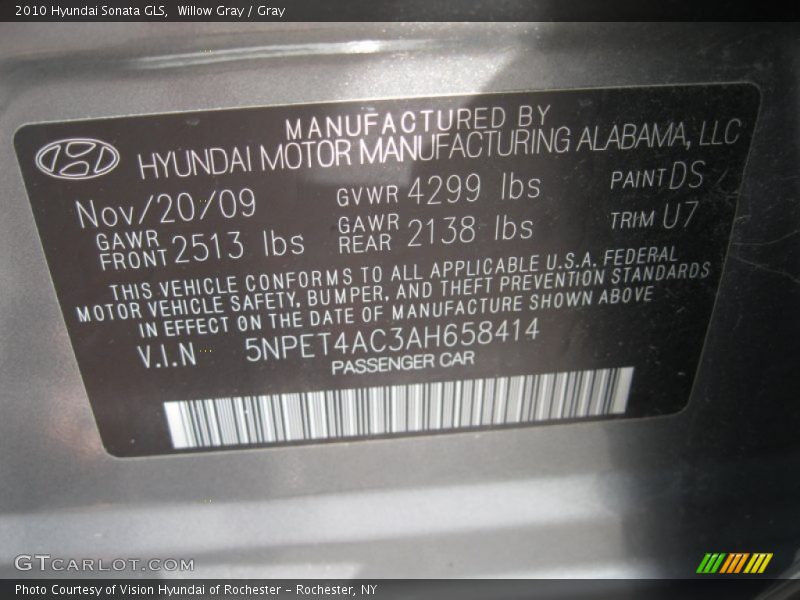 2010 Hyundai Sonata GLS,  Willow Gray / Gray
MANUFACTURED BY
HYUNDAI MOTOR MANUFACTURING ALABAMA, LLC
Nov/20/09 GVWR 4299 lbs PAINT DS
GAWR FRONT 2513 lbs GAWR REAR 2138 lbs TRIM U7
THIS VEHICLE CONFORMS TO ALL APPLICABLE U.S.A. FEDERAL
MOTOR VEHICLE SAFETY, BUMPER, AND THEFT PREVENTION STANDARDS
IN EFFECT ON THE DATE OF MANUFACTURE SHOWN ABOVE
V.I.N 5NPET4AC3AH658414
PASSENGER CAR
GTCARLOT.COM
Photo Courtesy of Vision Hyundai of Rochester – Rochester, NY